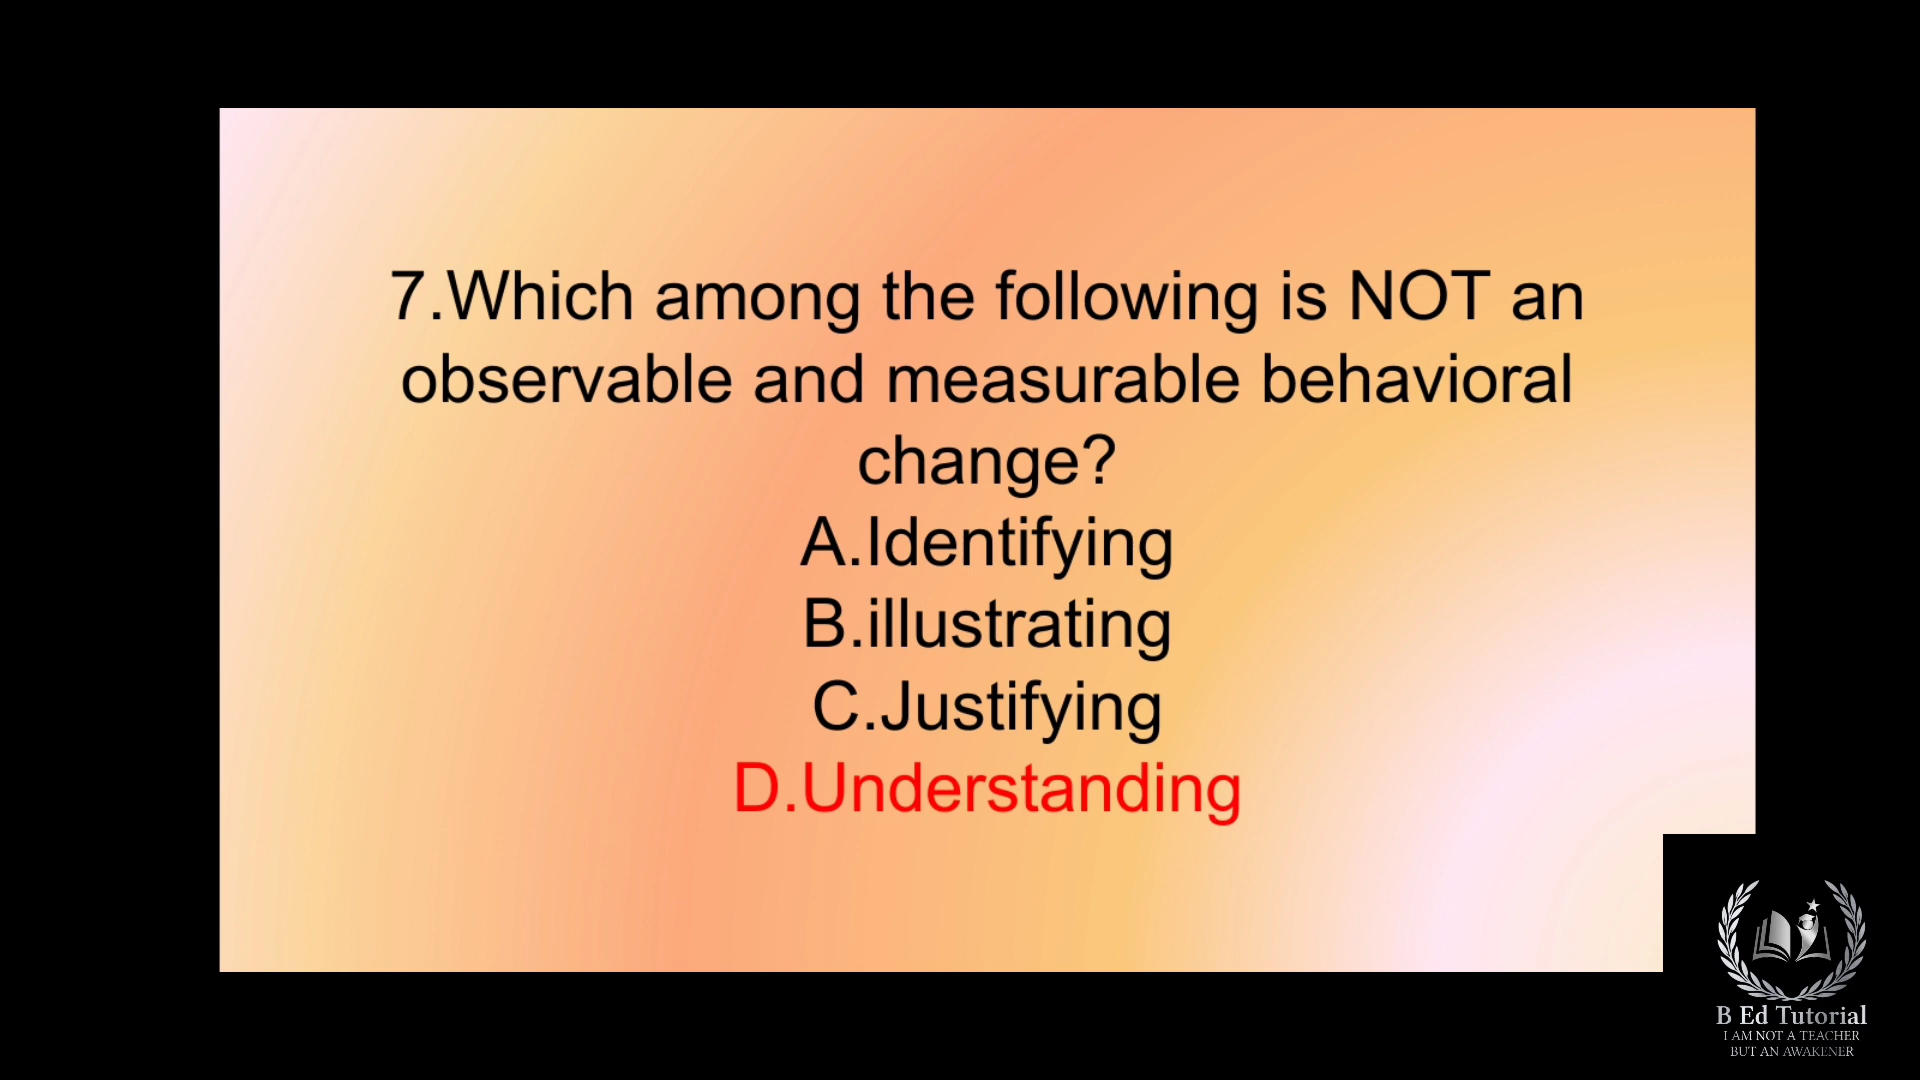 7.Which among the following is NOT an
observable and measurable behavioral
change?
A.Identifying
B.illustrating
C.Justifying
D.Understanding
B Ed Tutorial
I AM NOT A TEACHER
BUT AN AWAKENER